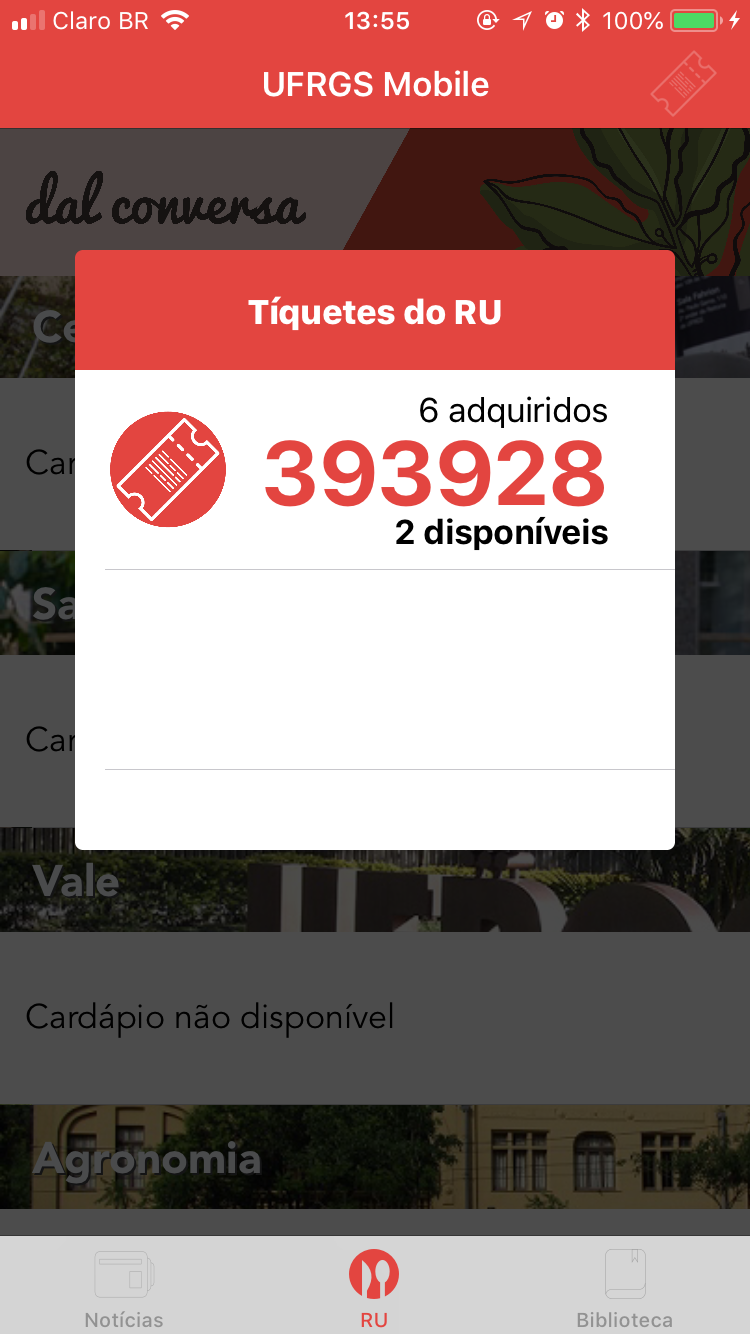 Claro BR 13:55 100%
UFRGS Mobile
dal conversa
Tíquetes do RU
Ce
6 adquiridos
393928
Car
2 disponíveis
Sa
Car
Vale
Cardápio não disponível
Agronomia
Notícias RU Biblioteca